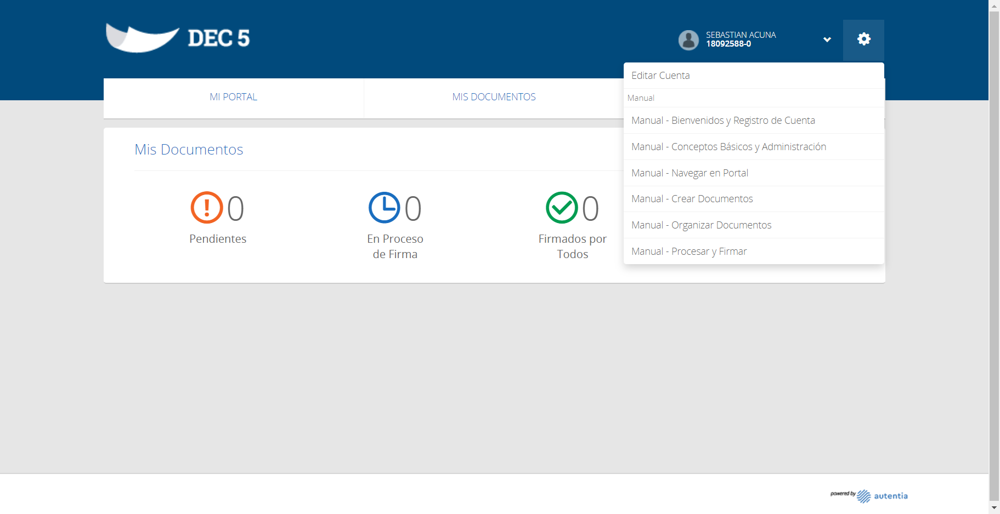 DEC 5
SEBASTIAN ACUNA
18092588-0
MI PORTAL
MIS DOCUMENTOS
Editar Cuenta
Manual
Manual - Bienvenidos y Registro de Cuenta
Manual - Conceptos Básicos y Administración
Manual - Navegar en Portal
Manual - Crear Documentos
Manual - Organizar Documentos
Manual - Procesar y Firmar
Mis Documentos
0
Pendientes
0
En Proceso
de Firma
0
Firmados por
Todos
powered by autentia